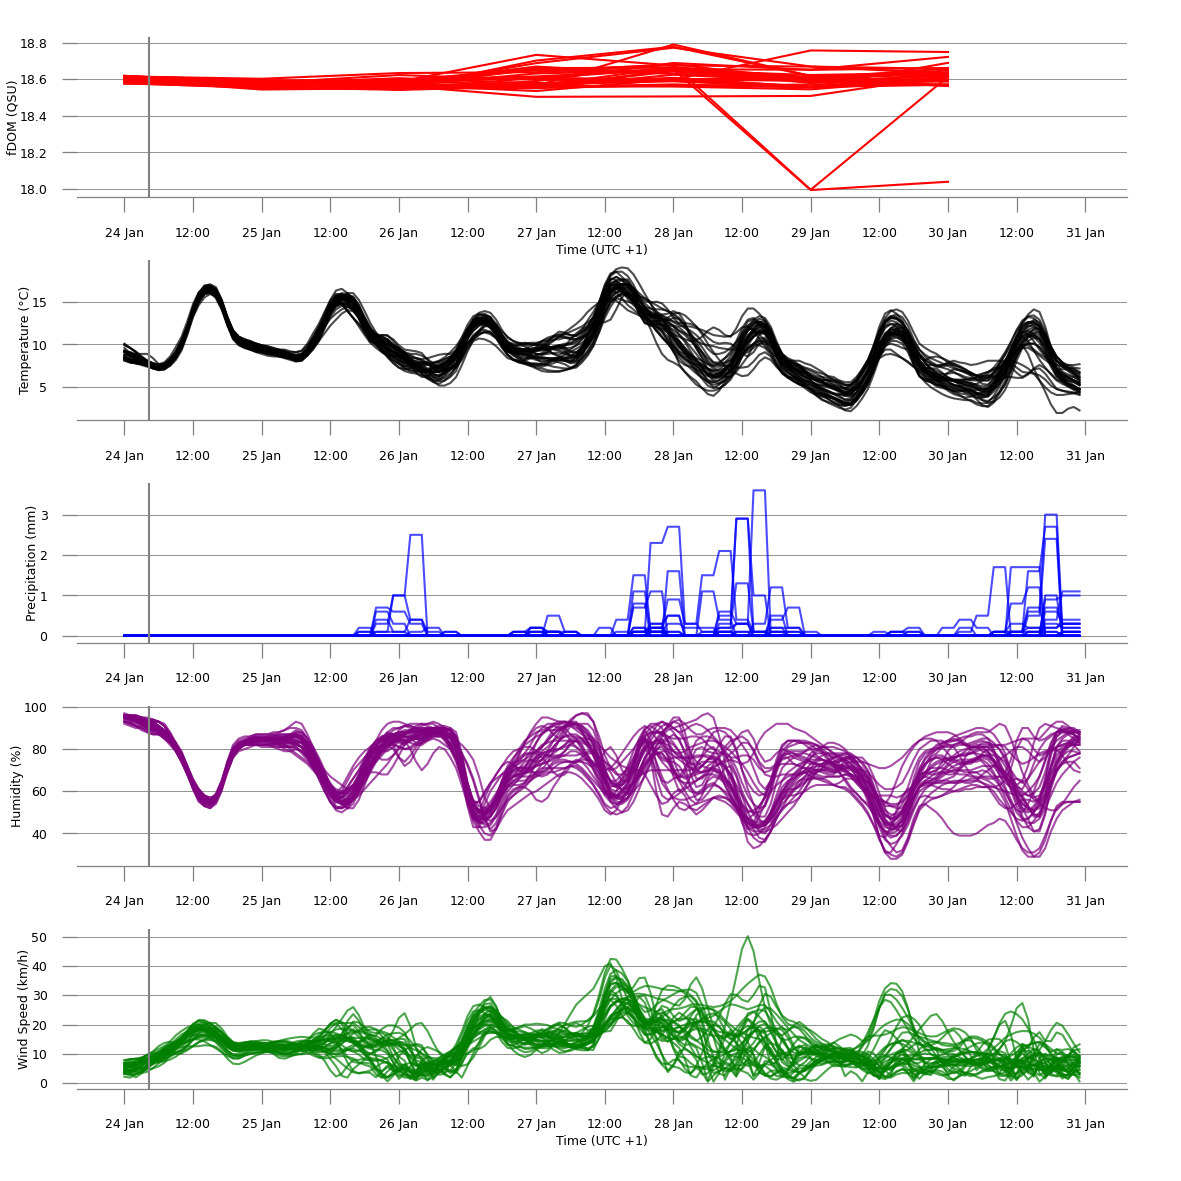 18.8
18.6
18.4
18.2
18.0
fDOM (QSU)
24 Jan 12:00 25 Jan 12:00 26 Jan 12:00 27 Jan 12:00 28 Jan 12:00 29 Jan 12:00 30 Jan 12:00 31 Jan
Time (UTC +1)
15
10
5
Temperature (°C)
24 Jan 12:00 25 Jan 12:00 26 Jan 12:00 27 Jan 12:00 28 Jan 12:00 29 Jan 12:00 30 Jan 12:00 31 Jan
3
2
1
0
Precipitation (mm)
24 Jan 12:00 25 Jan 12:00 26 Jan 12:00 27 Jan 12:00 28 Jan 12:00 29 Jan 12:00 30 Jan 12:00 31 Jan
100
80
60
40
Humidity (%)
24 Jan 12:00 25 Jan 12:00 26 Jan 12:00 27 Jan 12:00 28 Jan 12:00 29 Jan 12:00 30 Jan 12:00 31 Jan
50
40
30
20
10
0
Wind Speed (km/h)
24 Jan 12:00 25 Jan 12:00 26 Jan 12:00 27 Jan 12:00 28 Jan 12:00 29 Jan 12:00 30 Jan 12:00 31 Jan
Time (UTC +1)